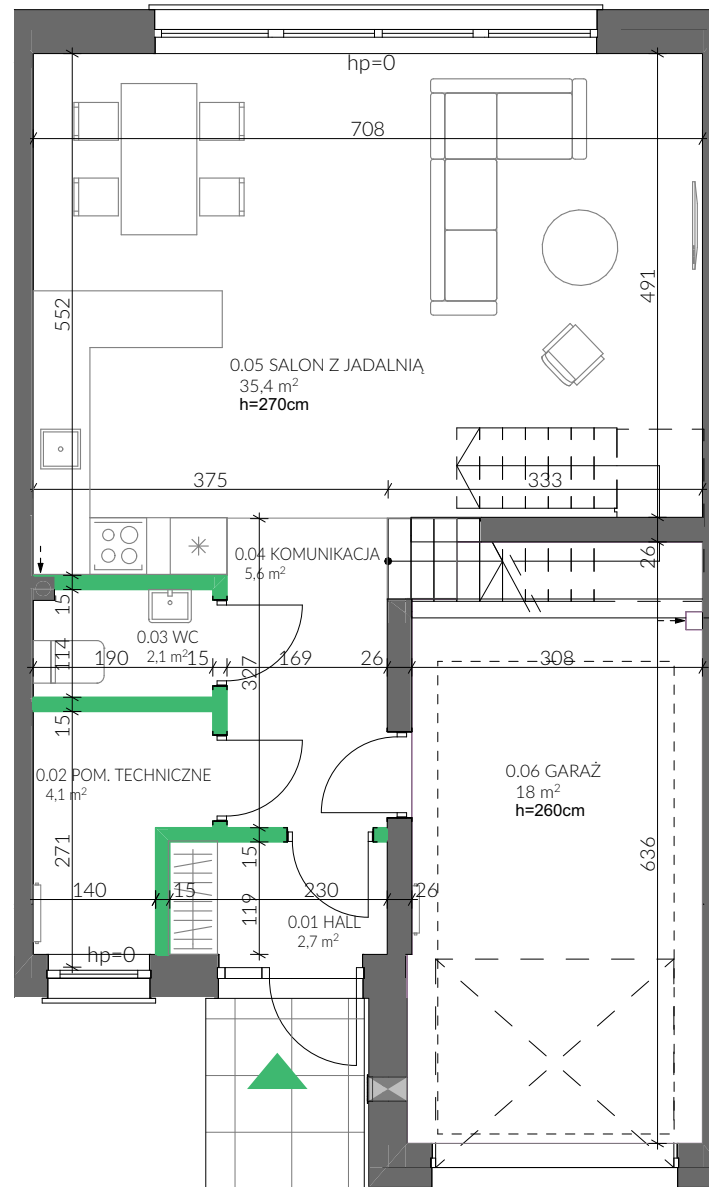 hp=0
708
552
491
0.05 SALON Z JADALNIĄ
35,4 m²
h=270cm
375
333
0.04 KOMUNIKACJA
5,6 m²
26
15
0.03 WC
2,1 m²
114
190
15
169
26
308
327
15
0.02 POM. TECHNICZNE
4,1 m²
0.06 GARAŻ
18 m²
h=260cm
271
15
636
140
15
230
26
119
0.01 HALL
2,7 m²
hp=0